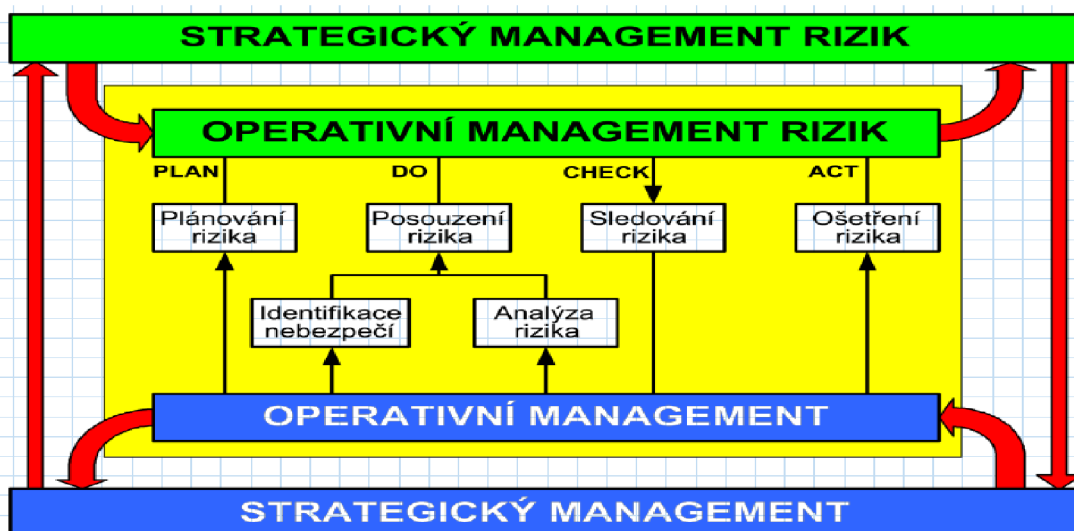 STRATEGICKÝ MANAGEMENT RIZIK
OPERATIVNÍ MANAGEMENT RIZIK
PLAN DO CHECK ACT
Plánování
rizika
Posouzení
rizika
Sledování
rizika
Ošetření
rizika
Identifikace
nebezpečí
Analýza
rizika
OPERATIVNÍ MANAGEMENT
STRATEGICKÝ MANAGEMENT